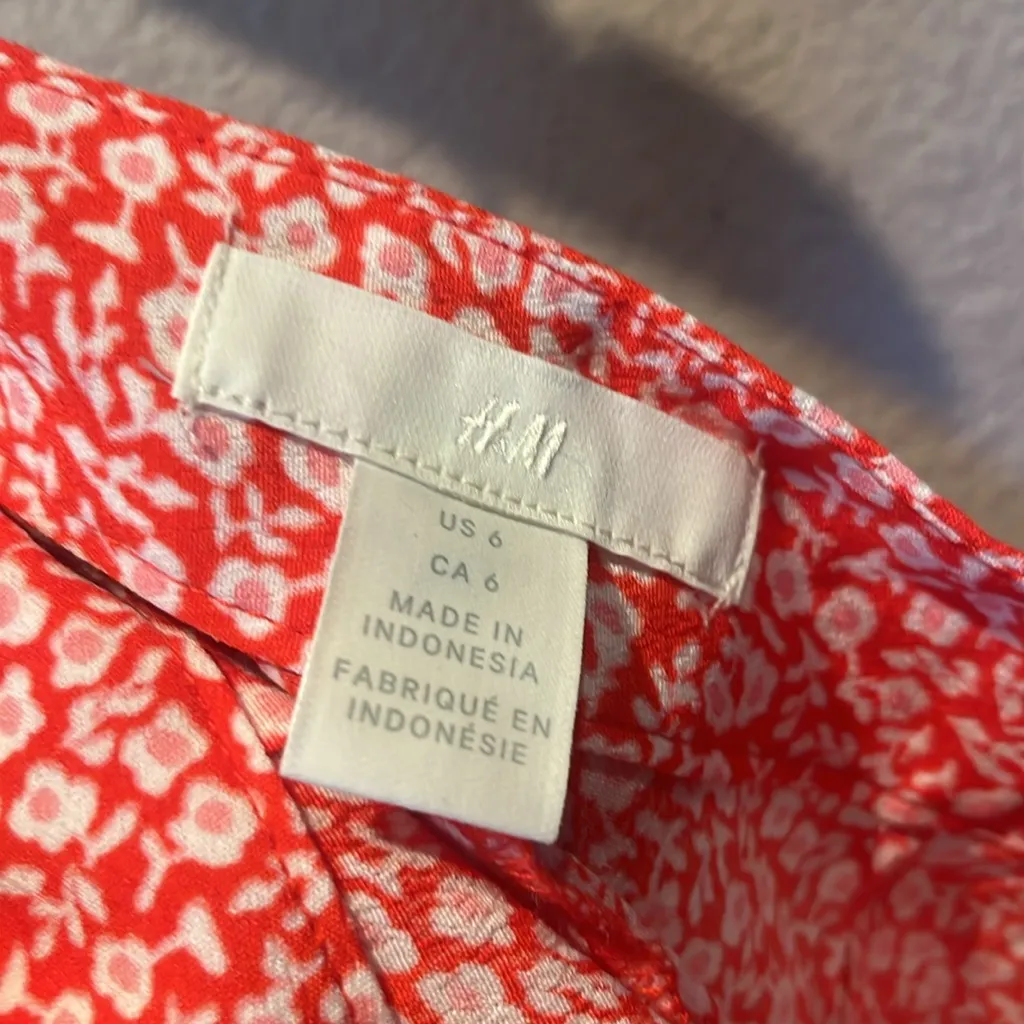 H&M
US 6
CA 6
MADE IN
INDONESIA
FABRIQUÉ EN
INDONÉSIE